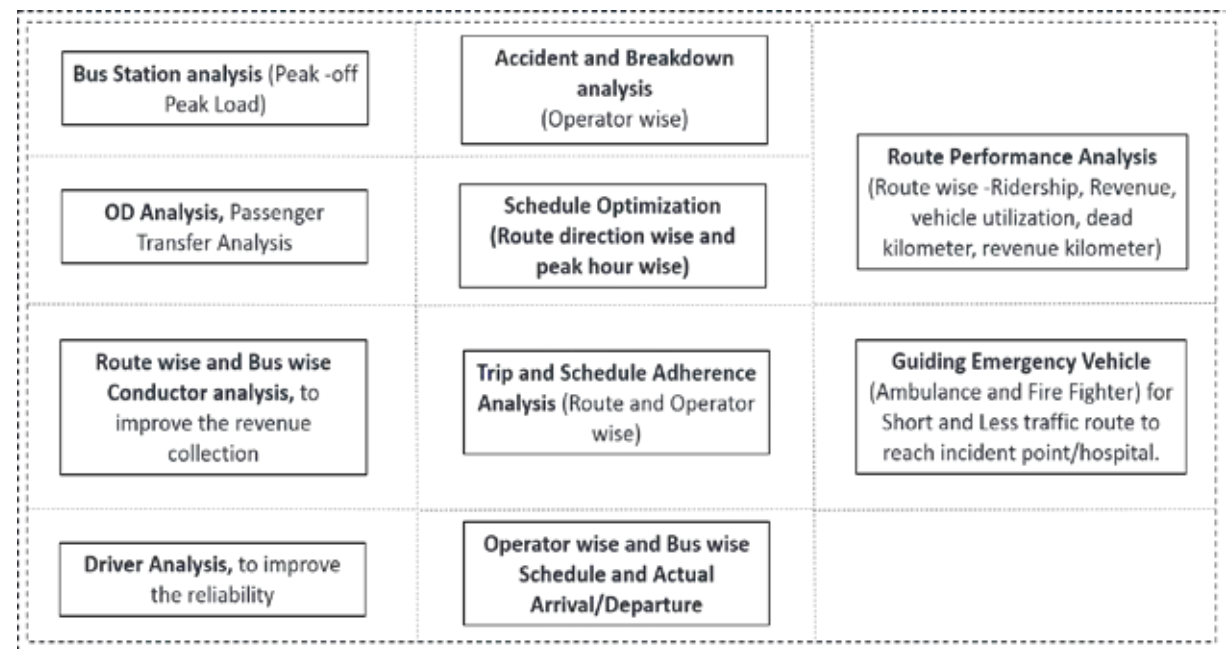 Bus Station analysis (Peak -off
Peak Load)
OD Analysis, Passenger
Transfer Analysis
Route wise and Bus wise
Conductor analysis, to
improve the revenue
collection
Driver Analysis, to improve
the reliability
Accident and Breakdown
analysis
(Operator wise)
Schedule Optimization
(Route direction wise and
peak hour wise)
Trip and Schedule Adherence
Analysis (Route and Operator
wise)
Operator wise and Bus wise
Schedule and Actual
Arrival/Departure
Route Performance Analysis
(Route wise -Ridership, Revenue,
vehicle utilization, dead
kilometer, revenue kilometer)
Guiding Emergency Vehicle
(Ambulance and Fire Fighter) for
Short and Less traffic route to
reach incident point/hospital.